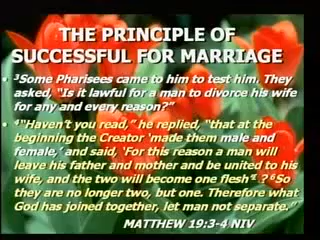 THE PRINCIPLE OF
SUCCESSFUL FOR MARRIAGE
• ³Some Pharisees came to him to test him. They
asked, “Is it lawful for a man to divorce his wife
for any and every reason?”
• ⁴“Haven’t you read,” he replied, “that at the
beginning the Creator ‘made them male and
female,’ and said, ‘For this reason a man will
leave his father and mother and be united to his
wife, and the two will become one flesh’ ? ⁶So
they are no longer two, but one. Therefore what
God has joined together, let man not separate.”
MATTHEW 19:3-4 NIV